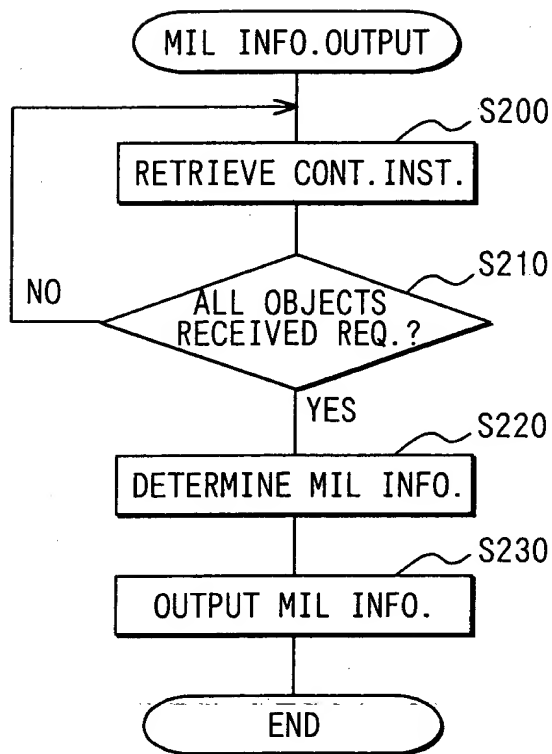 MIL INFO.OUTPUT
S200
RETRIEVE CONT.INST.
S210
NO
ALL OBJECTS
RECEIVED REQ.?
YES
S220
DETERMINE MIL INFO.
S230
OUTPUT MIL INFO.
END